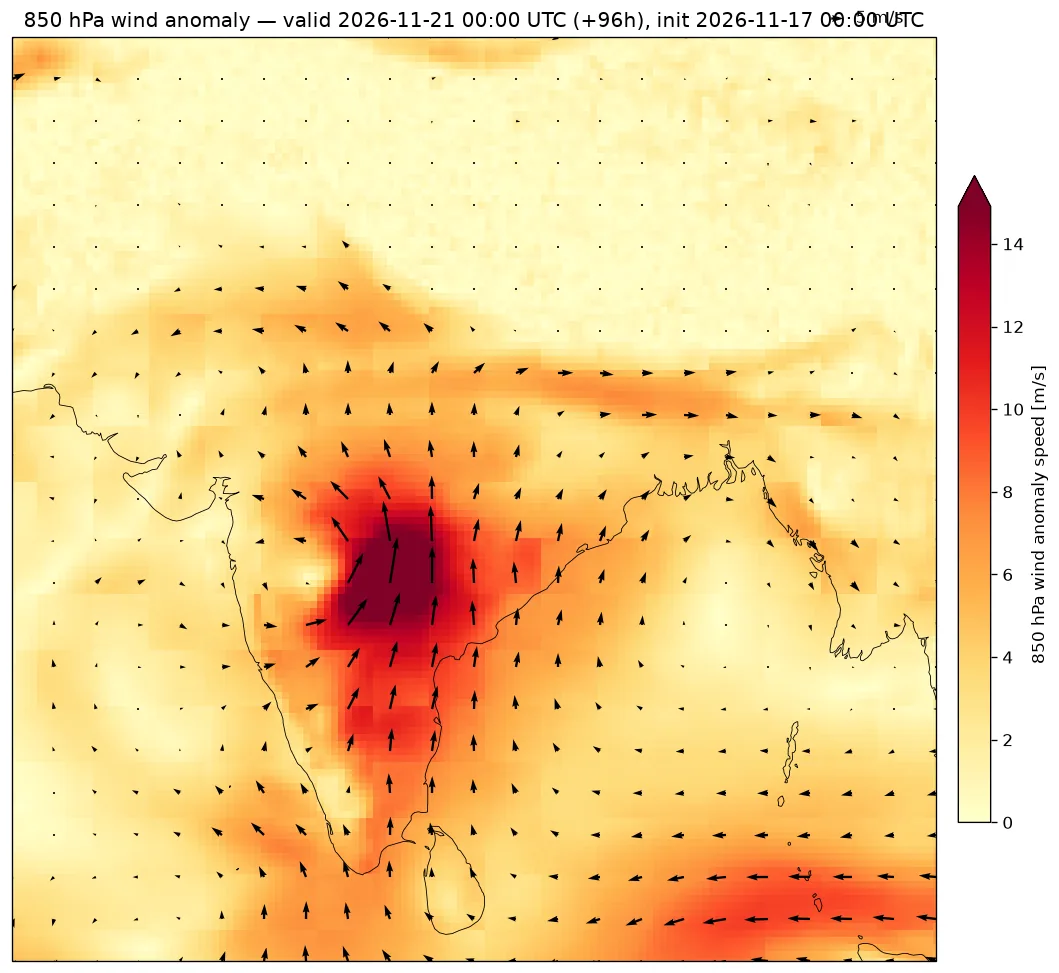 850 hPa wind anomaly — valid 2026-11-21 00:00 UTC (+96h), init 2026-11-17 00:00 UTC
5 m/s
14
12
10
8
6
4
2
0
850 hPa wind anomaly speed [m/s]